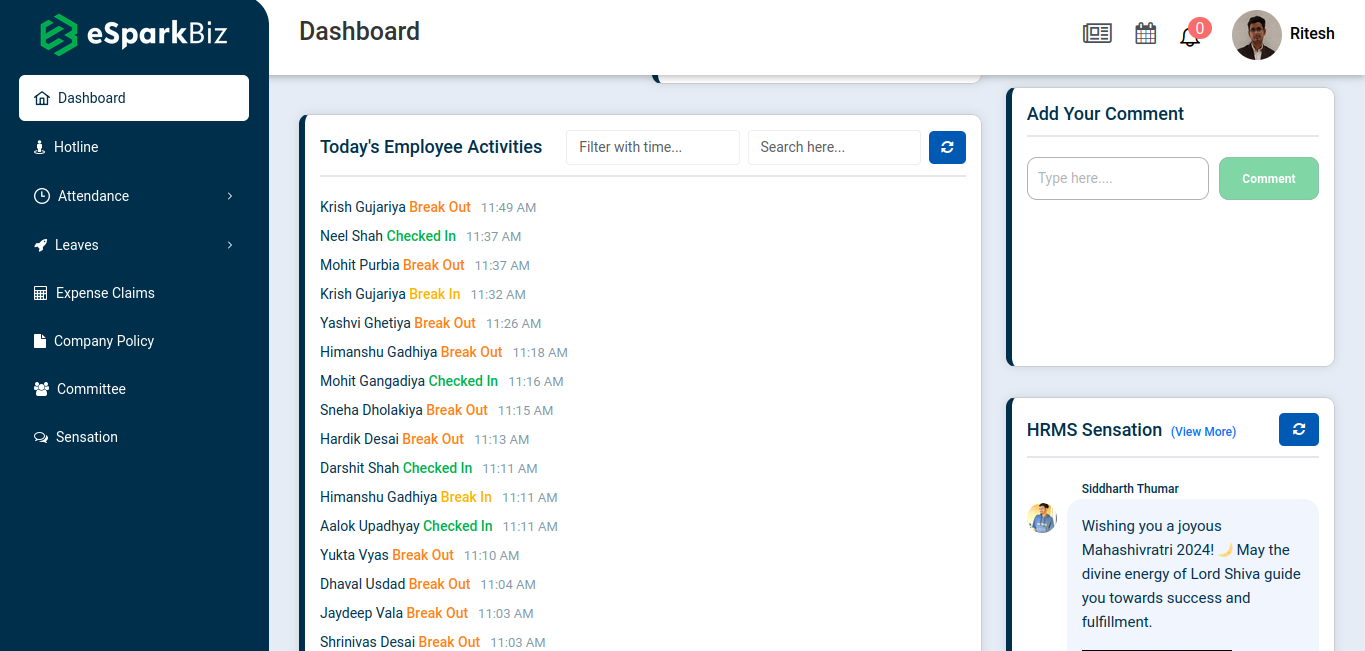 eSparkBiz
Dashboard
0
Ritesh
Dashboard
Hotline
Attendance
Leaves
Expense Claims
Company Policy
Committee
Sensation
Today's Employee Activities
Filter with time...
Search here...
Krish Gujariya Break Out 11:49 AM
Neel Shah Checked In 11:37 AM
Mohit Purbia Break Out 11:37 AM
Krish Gujariya Break In 11:32 AM
Yashvi Ghetiya Break Out 11:26 AM
Himanshu Gadhiya Break Out 11:18 AM
Mohit Gangadiya Checked In 11:16 AM
Sneha Dholakiya Break Out 11:15 AM
Hardik Desai Break Out 11:13 AM
Darshit Shah Checked In 11:11 AM
Himanshu Gadhiya Break In 11:11 AM
Aalok Upadhyay Checked In 11:11 AM
Yukta Vyas Break Out 11:10 AM
Dhaval Usdad Break Out 11:04 AM
Jaydeep Vala Break Out 11:03 AM
Shrinivas Desai Break Out 11:03 AM
Add Your Comment
Type here....
Comment
HRMS Sensation (View More)
Siddharth Thumar
Wishing you a joyous
Mahashivratri 2024! 🌙 May the
divine energy of Lord Shiva guide
you towards success and
fulfillment.